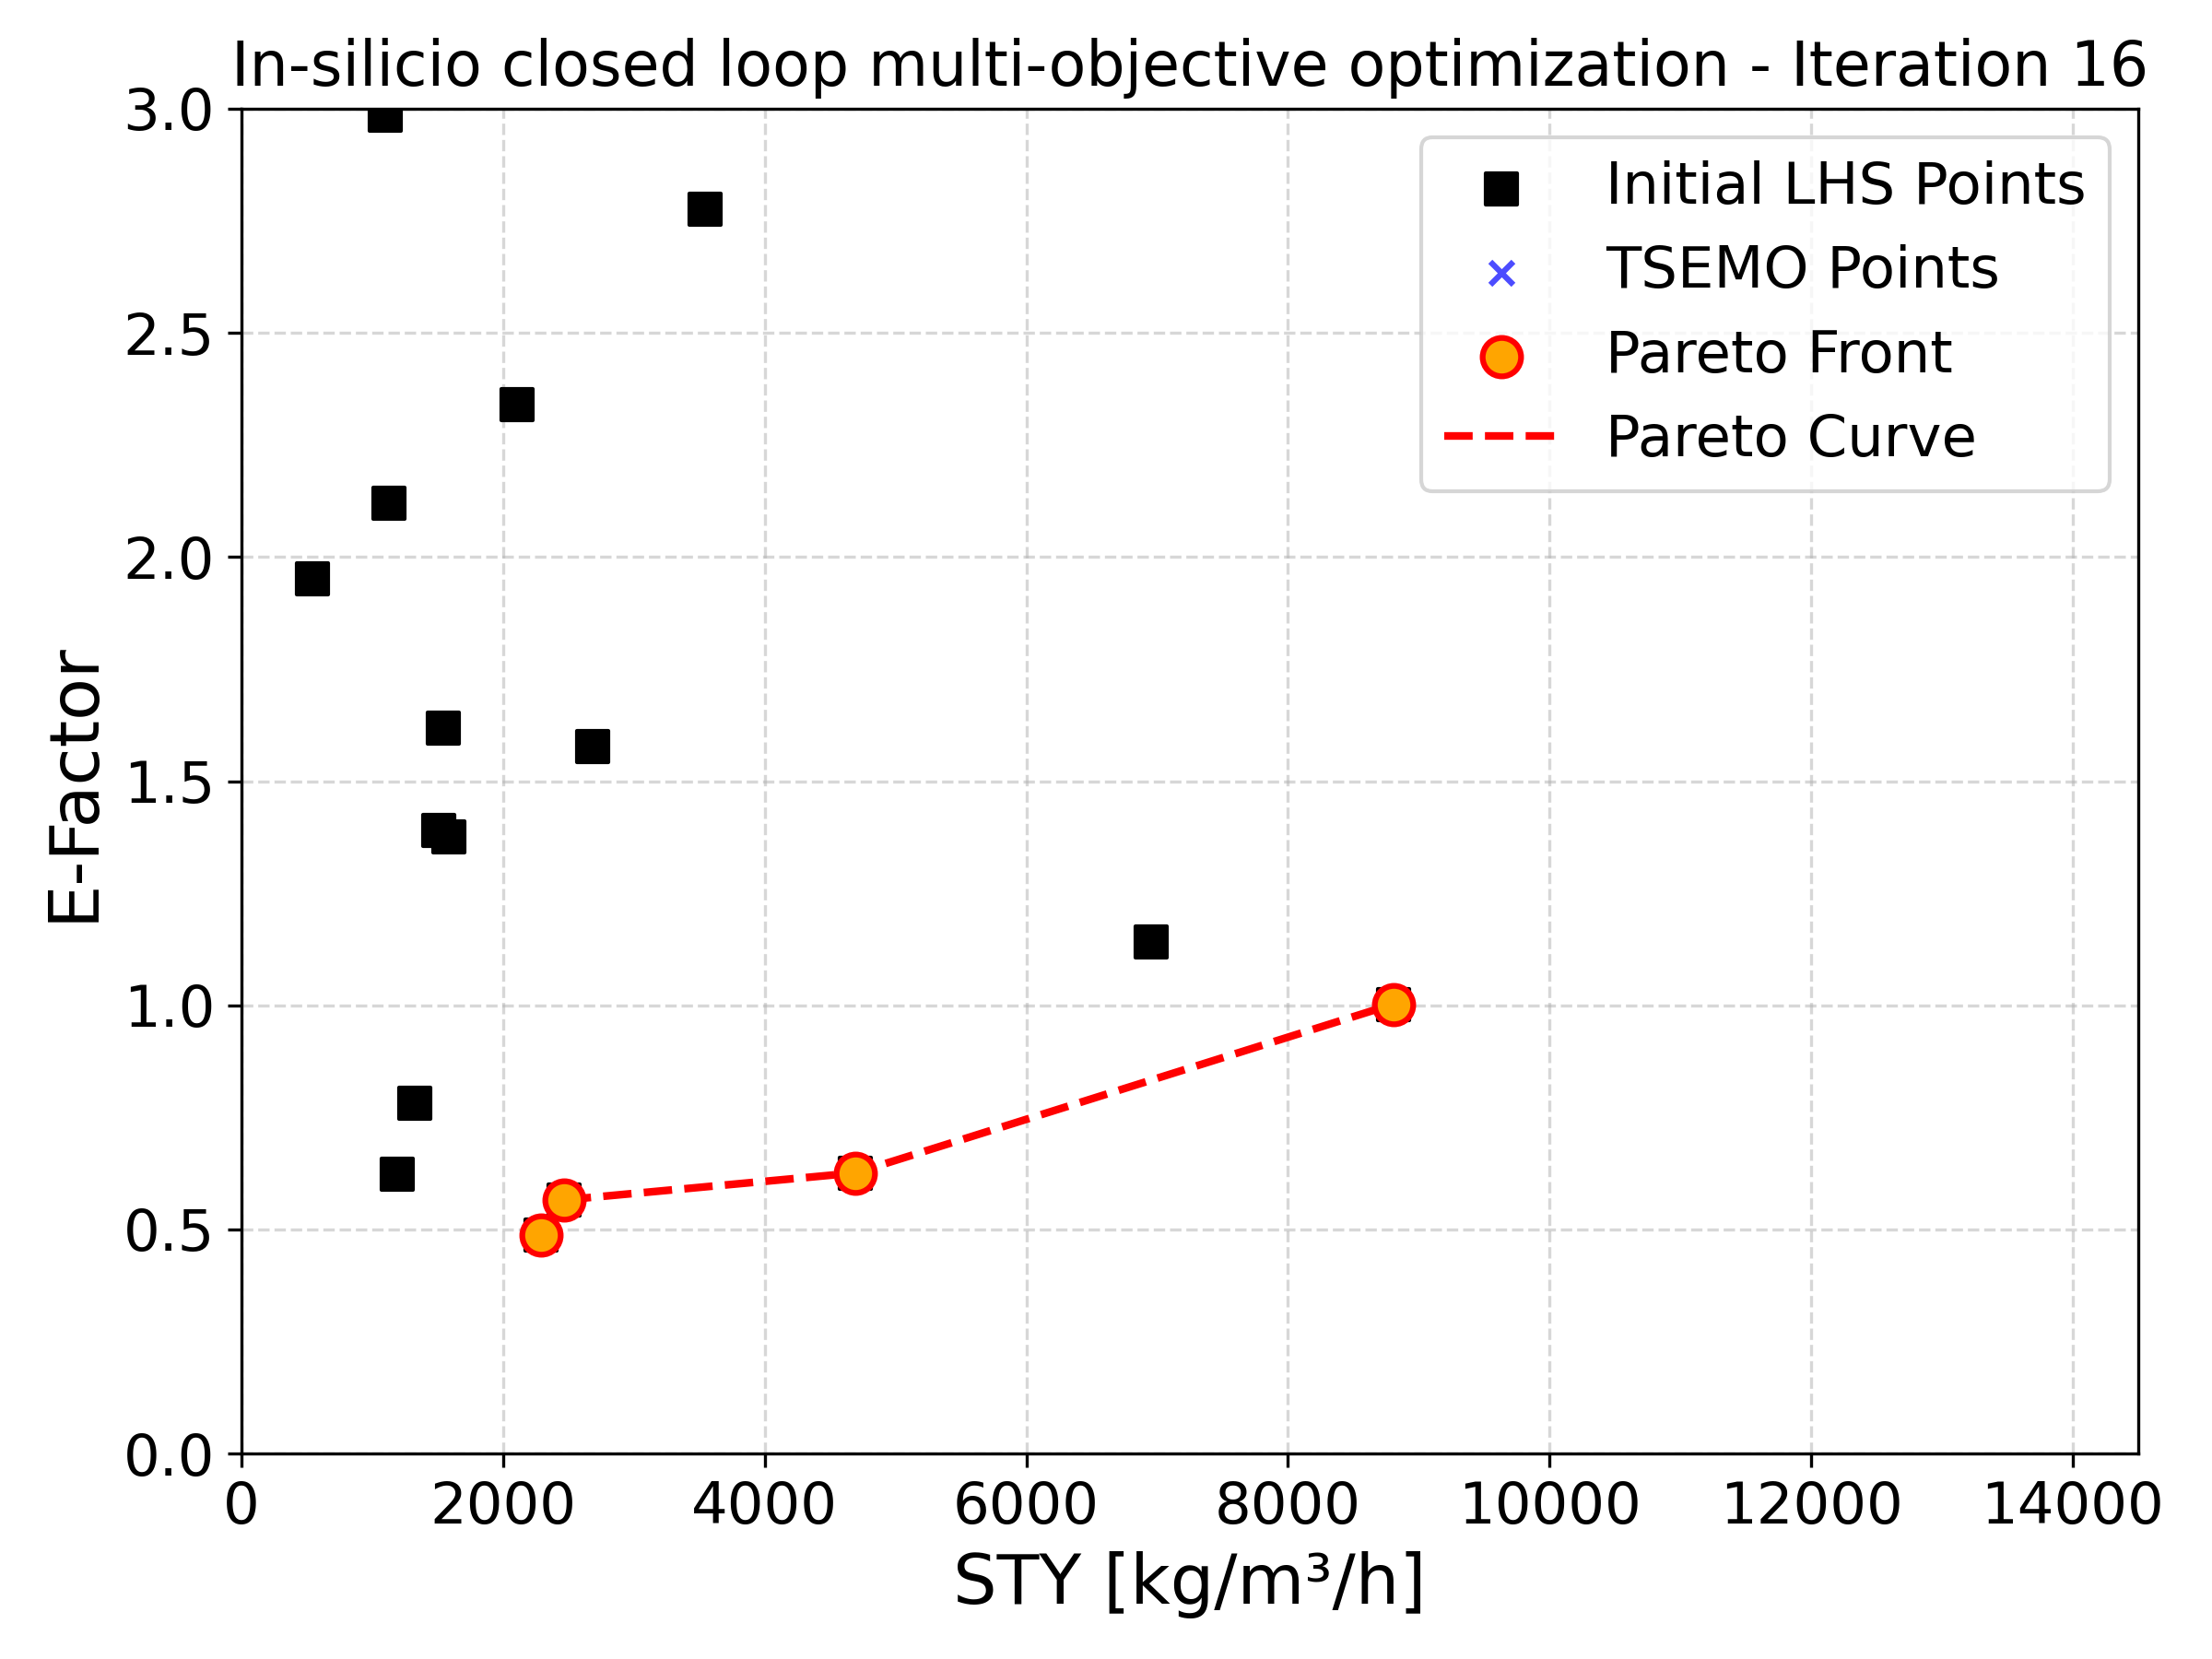 In-silicio closed loop multi-objective optimization - Iteration 16
3.0
2.5
2.0
1.5
1.0
0.5
0.0
E-Factor
Initial LHS Points
TSEMO Points
Pareto Front
Pareto Curve
0 2000 4000 6000 8000 10000 12000 14000
STY [kg/m³/h]